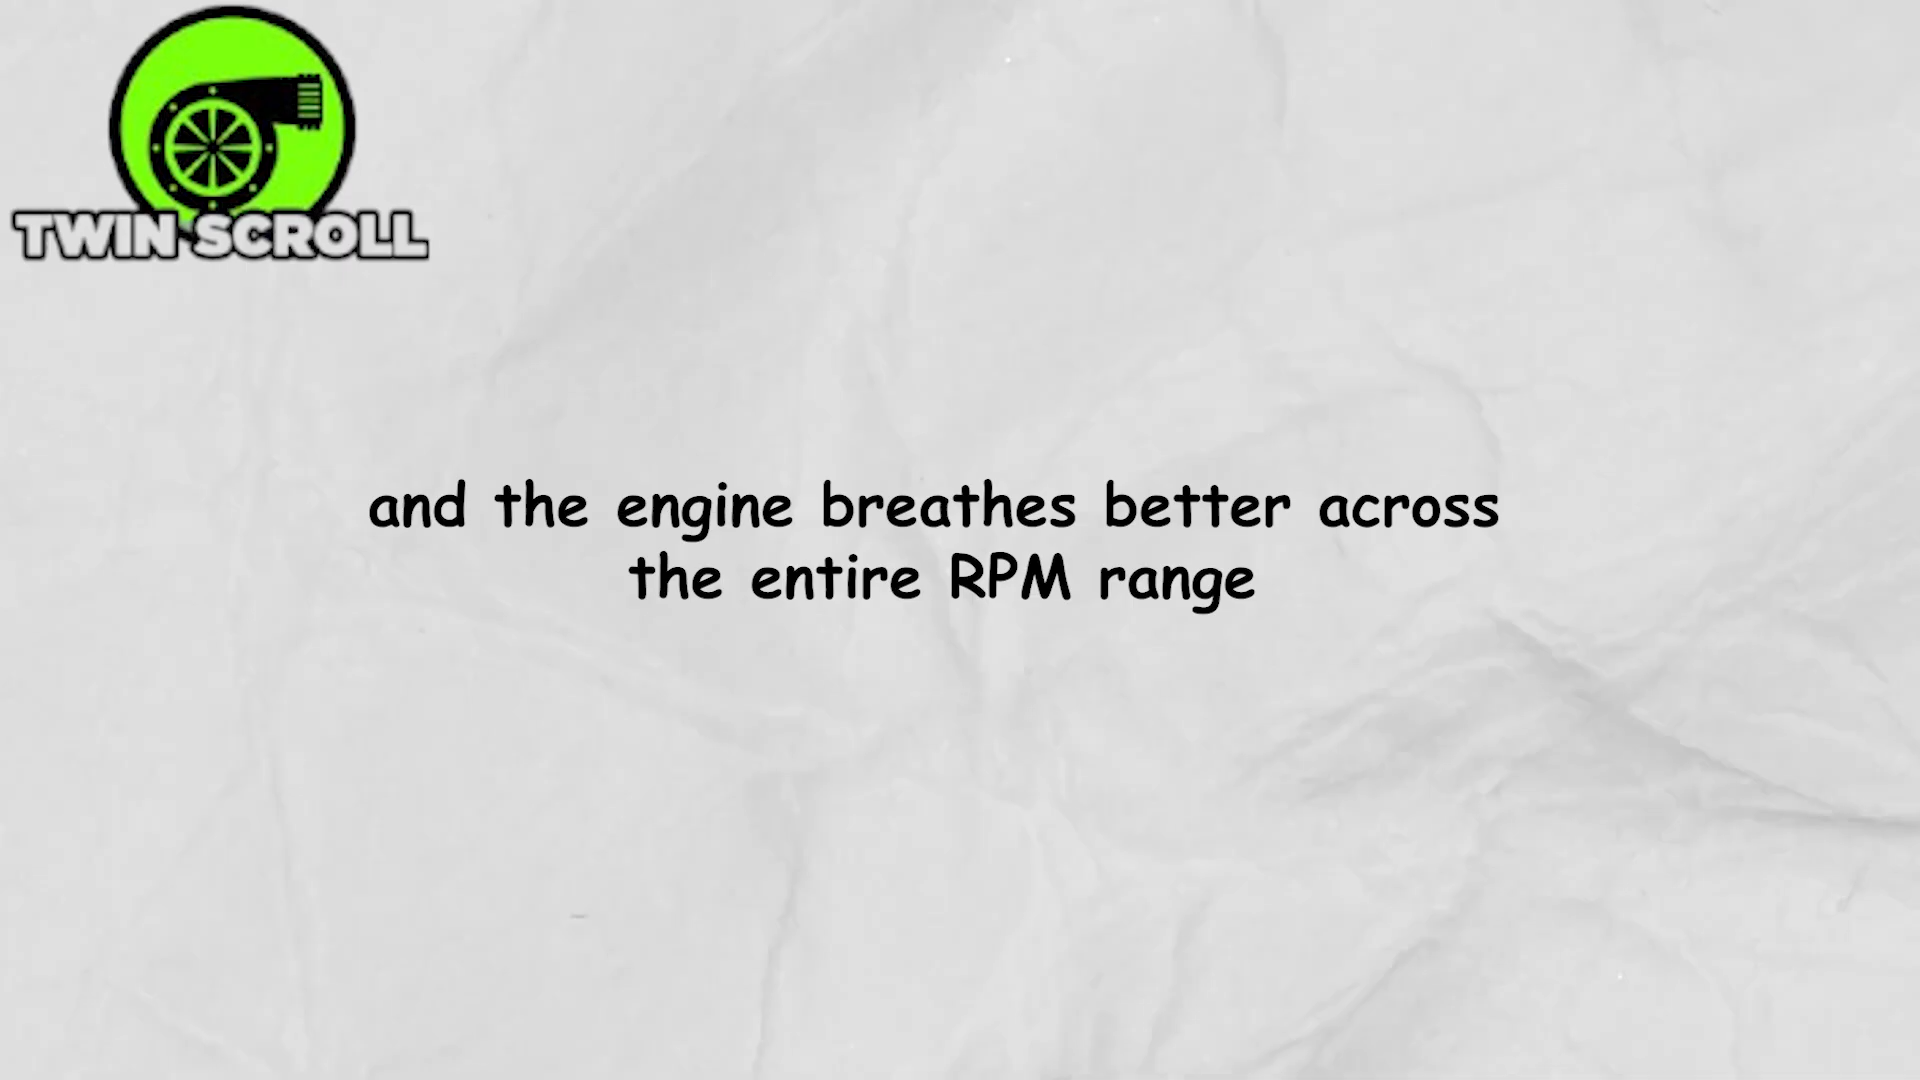 TWIN SCROLL
and the engine breathes better across
the entire RPM range